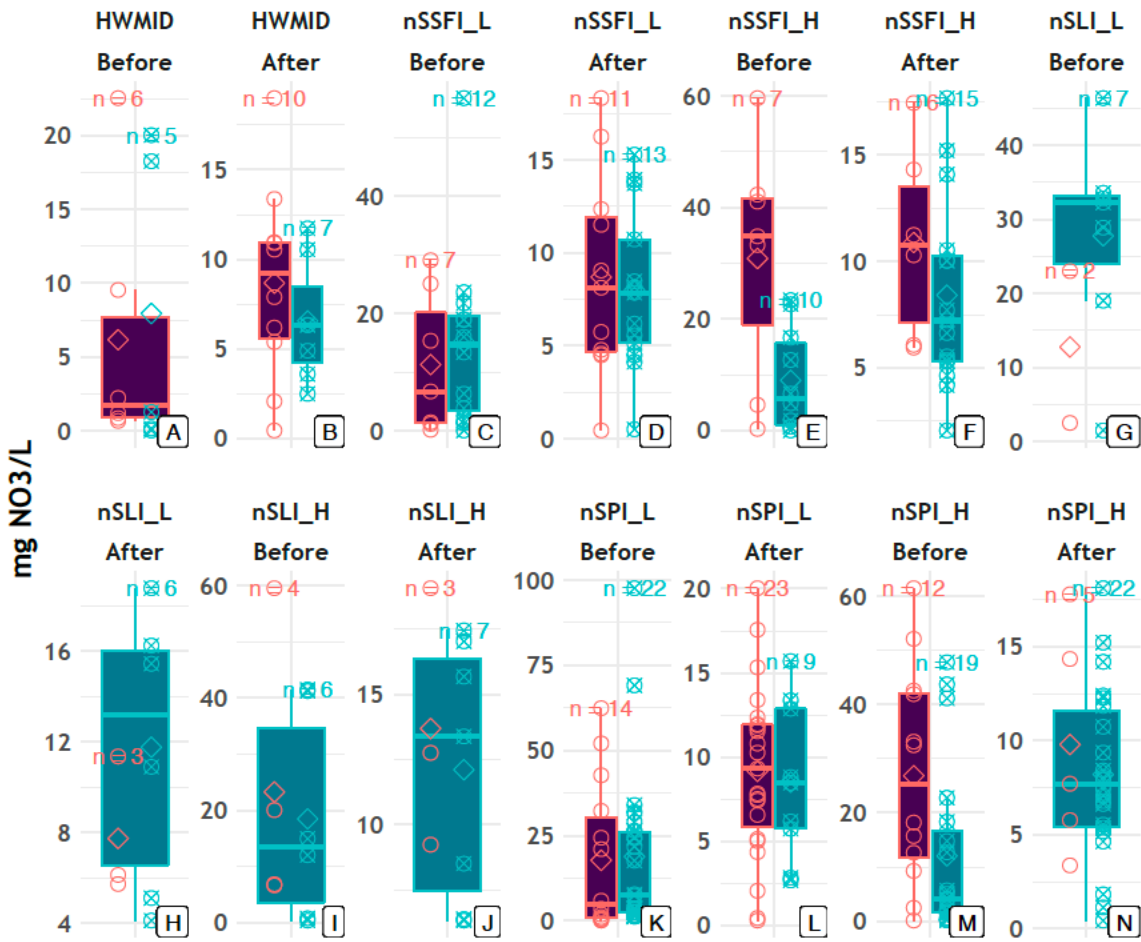 HWMID HWMID nSSFI_L nSSFI_L nSSFI_H nSSFI_H nSLI_L
Before After Before After Before After Before
n = 6 n = 10 n = 12 n = 11 n = 7 n = 6 n = 15 n = 7
n = 5 n = 7 n = 7 n = 13 n = 10 n = 2
20 15 10 5 0 A
15 10 5 0 B
40 20 0 C
15 10 5 0 D
60 40 20 0 E
15 10 5 F
40 30 20 10 0 G
mg NO3/L
nSLI_L nSLI_H nSLI_H nSPI_L nSPI_L nSPI_H nSPI_H
After Before After Before After Before After
n = 6 n = 4 n = 3 n = 22 n = 23 n = 12 n = 5 n = 22
n = 3 n = 6 n = 7 n = 14 n = 9 n = 19
16 12 8 4 H
60 40 20 0 I
15 10 J
100 75 50 25 0 K
20 15 10 5 0 L
60 40 20 0 M
15 10 5 0 N